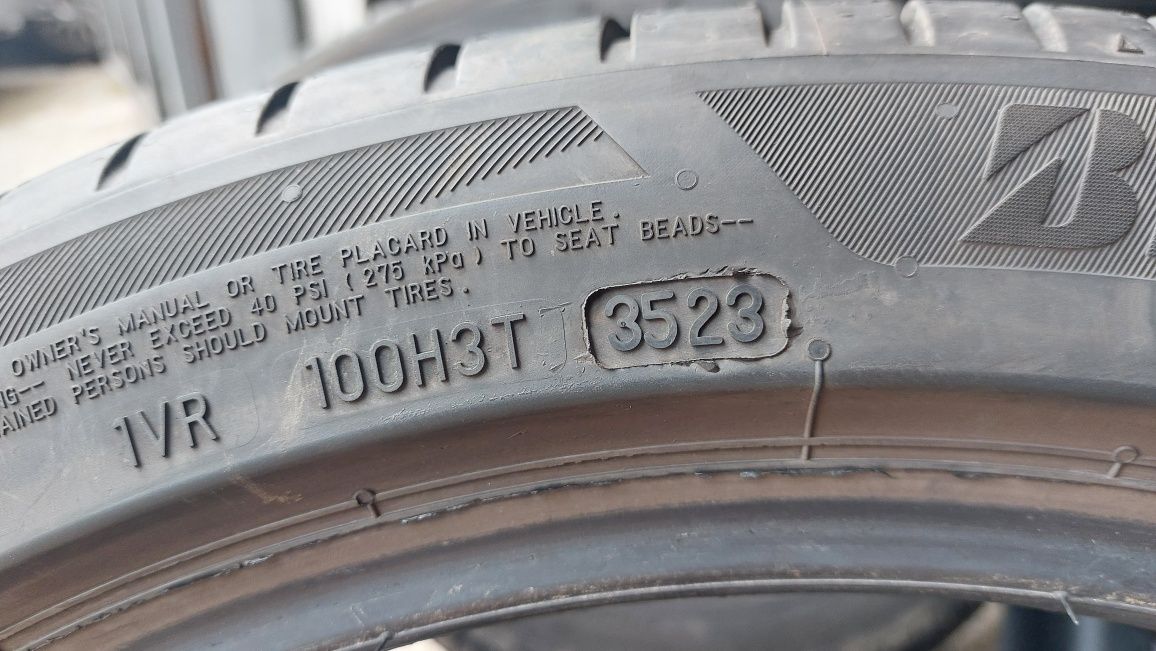 OWNER'S MANUAL OR TIRE PLACARD IN VEHICLE.
NEVER EXCEED 40 PSI (275 kPa) TO SEAT BEADS--
PERSONS SHOULD MOUNT TIRES.
1VR 100H3T 3523
B